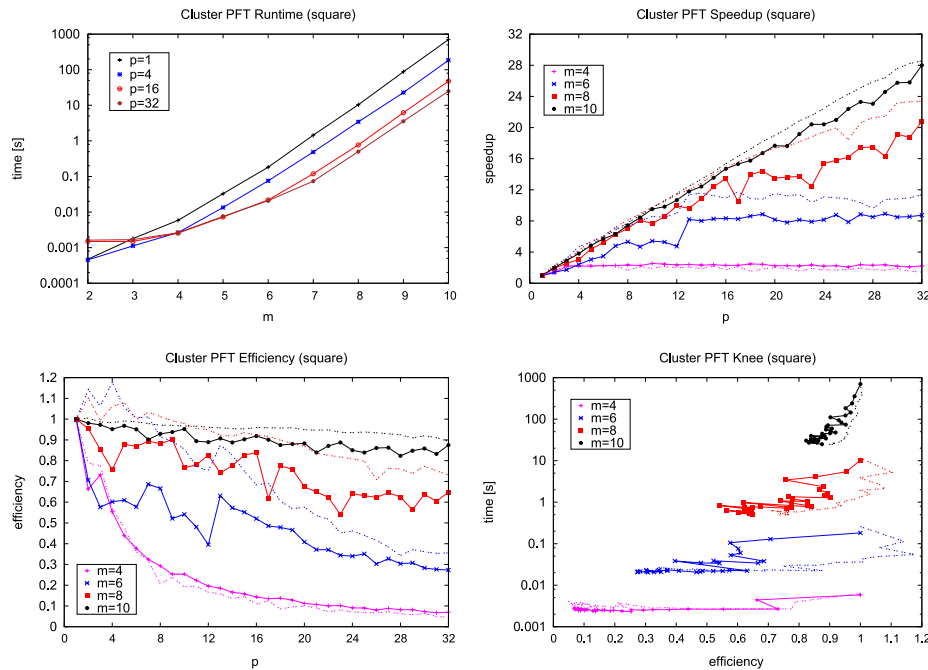 Cluster PFT Runtime (square)
time [s]
1000
100
10
1
0.1
0.01
0.001
0.0001
p=1
p=4
p=16
p=32
2 3 4 5 6 7 8 9 10
m
Cluster PFT Speedup (square)
speedup
32
28
24
20
16
12
8
4
0
m=4
m=6
m=8
m=10
0 4 8 12 16 20 24 28 32
p
Cluster PFT Efficiency (square)
efficiency
1.2
1.1
1
0.9
0.8
0.7
0.6
0.5
0.4
0.3
0.2
0.1
0
m=4
m=6
m=8
m=10
0 4 8 12 16 20 24 28 32
p
Cluster PFT Knee (square)
time [s]
1000
100
10
1
0.1
0.01
0.001
m=4
m=6
m=8
m=10
0 0.1 0.2 0.3 0.4 0.5 0.6 0.7 0.8 0.9 1 1.1 1.2
efficiency